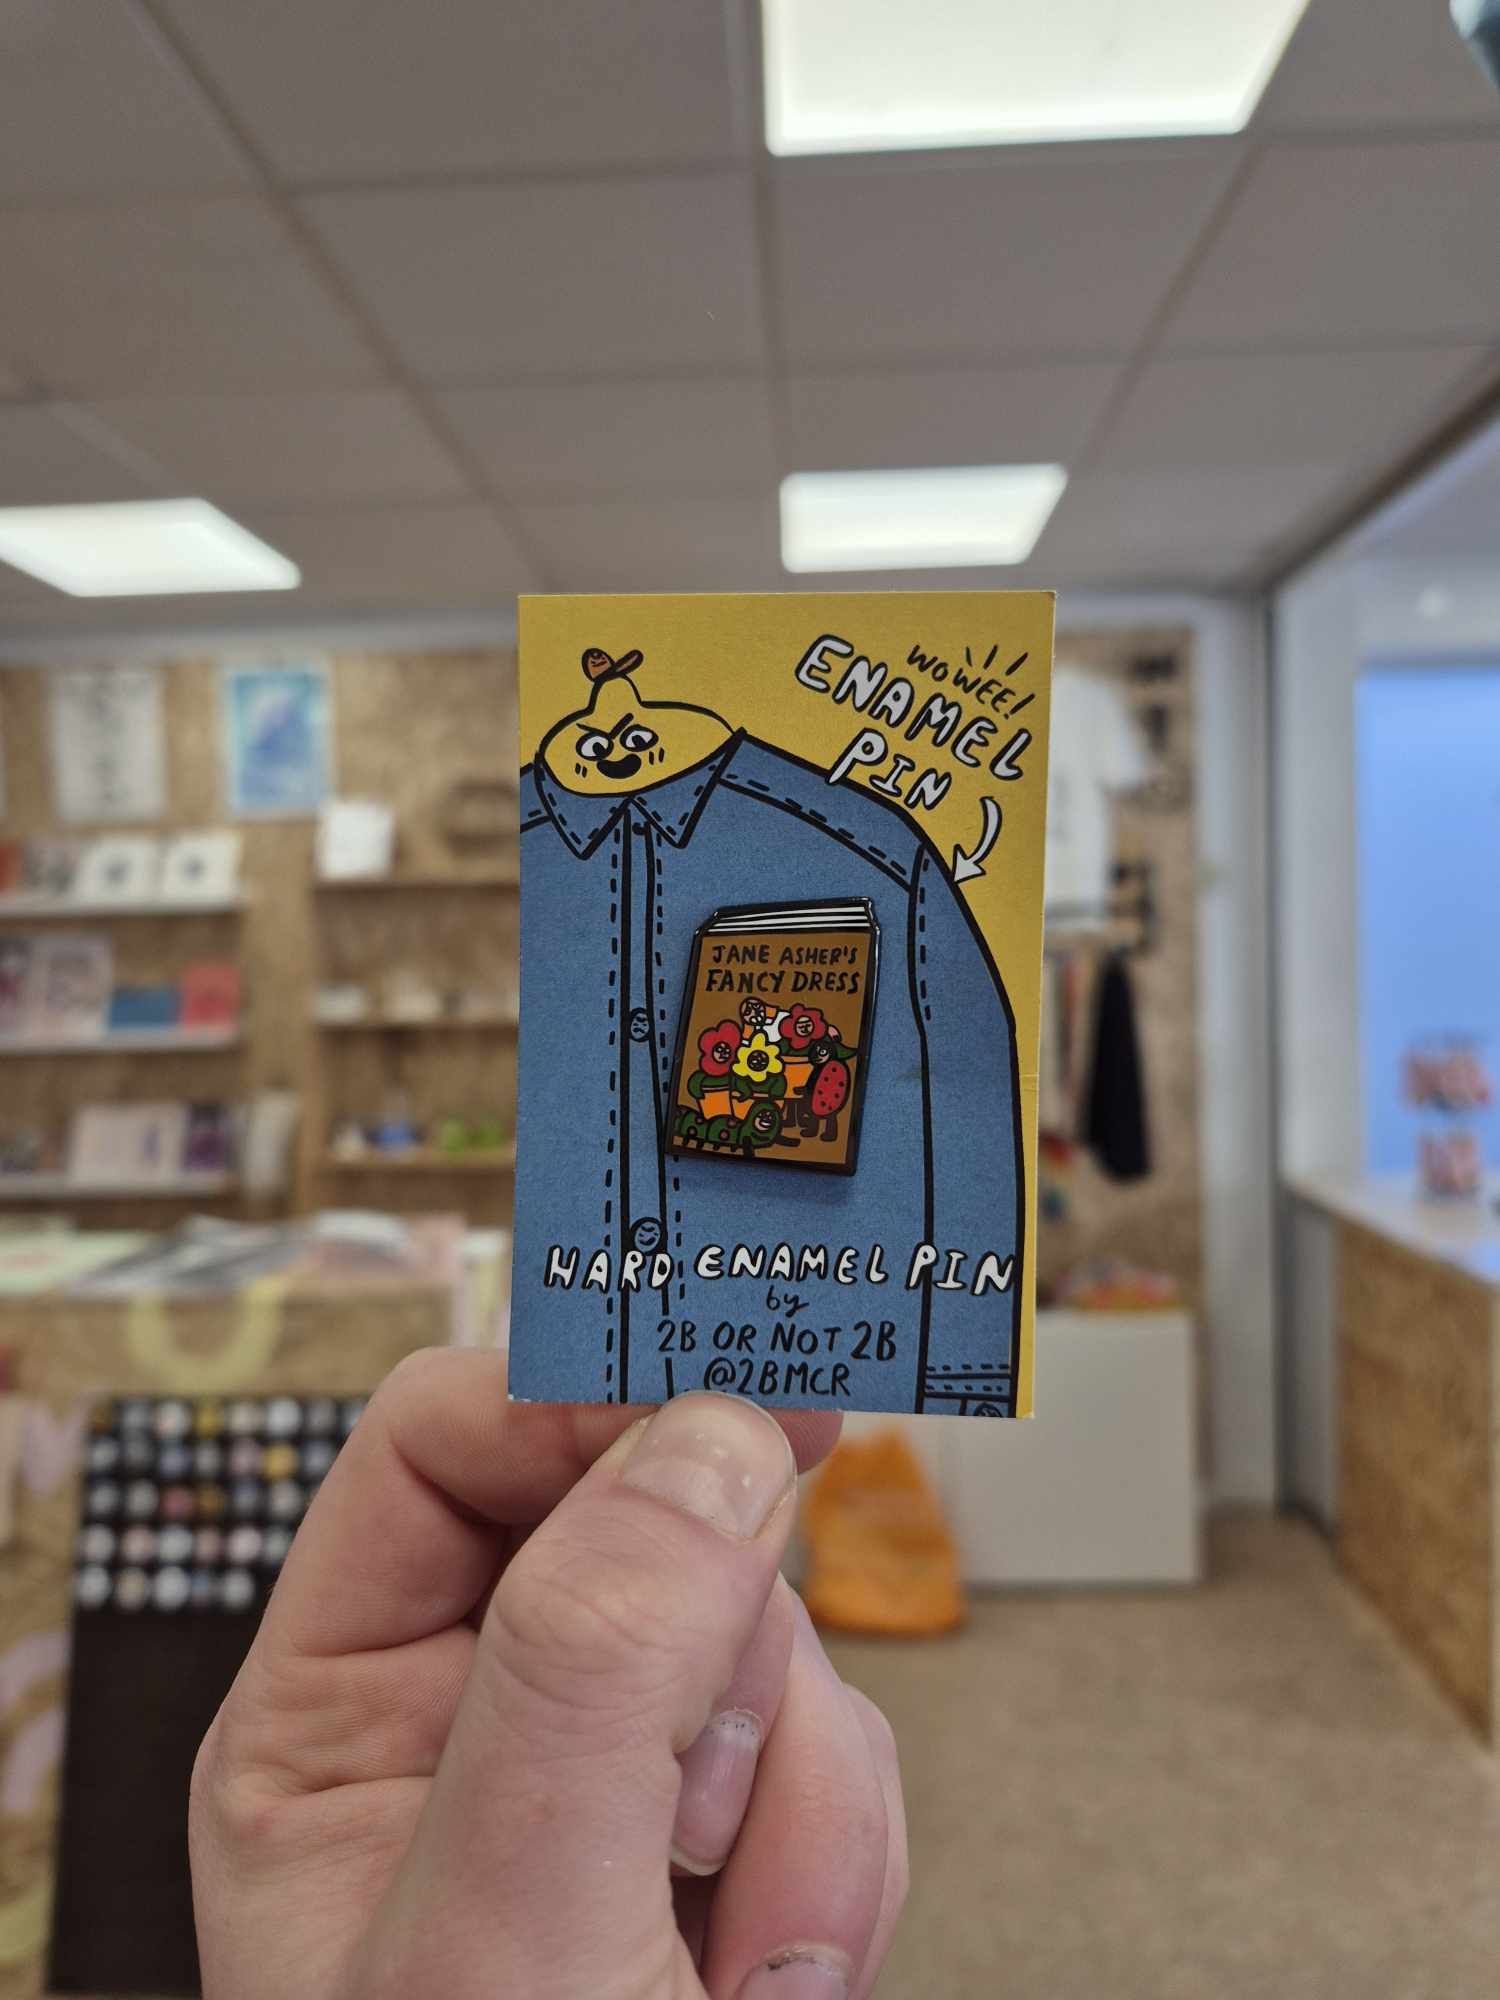 WOWEE!
ENAMEL
PIN
JANE ASHER'S
FANCY DRESS
HARD ENAMEL PIN
by
2B OR NOT 2B
@2BMCR